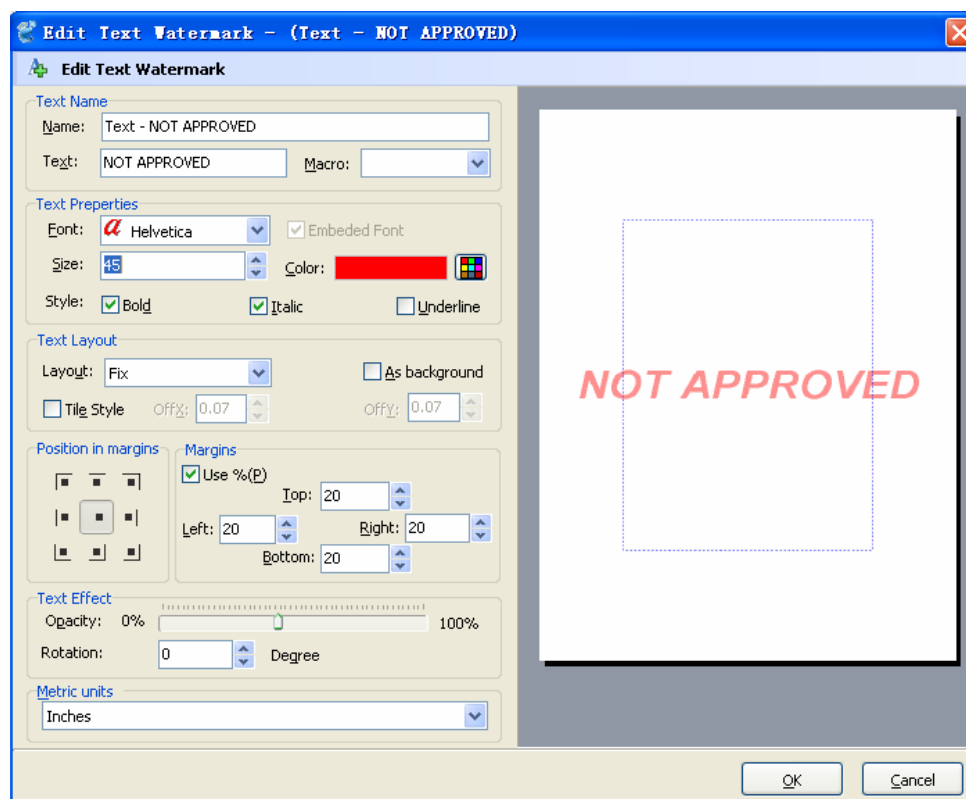 Edit Text Watermark - (Text - NOT APPROVED)
Edit Text Watermark
Text Name
Name: Text - NOT APPROVED
Text: NOT APPROVED Macro:
Text Preperties
Font: a Helvetica Embeded Font
Size: 45 Color:
Style: Bold Italic Underline
Text Layout
Layout: Fix As background
Tile Style OffX: 0.07 OffY: 0.07
Position in margins
Margins
Use %(P)
Top: 20
Left: 20 Right: 20
Bottom: 20
Text Effect
Opacity: 0% 100%
Rotation: 0 Degree
Metric units
Inches
NOT APPROVED
OK Cancel